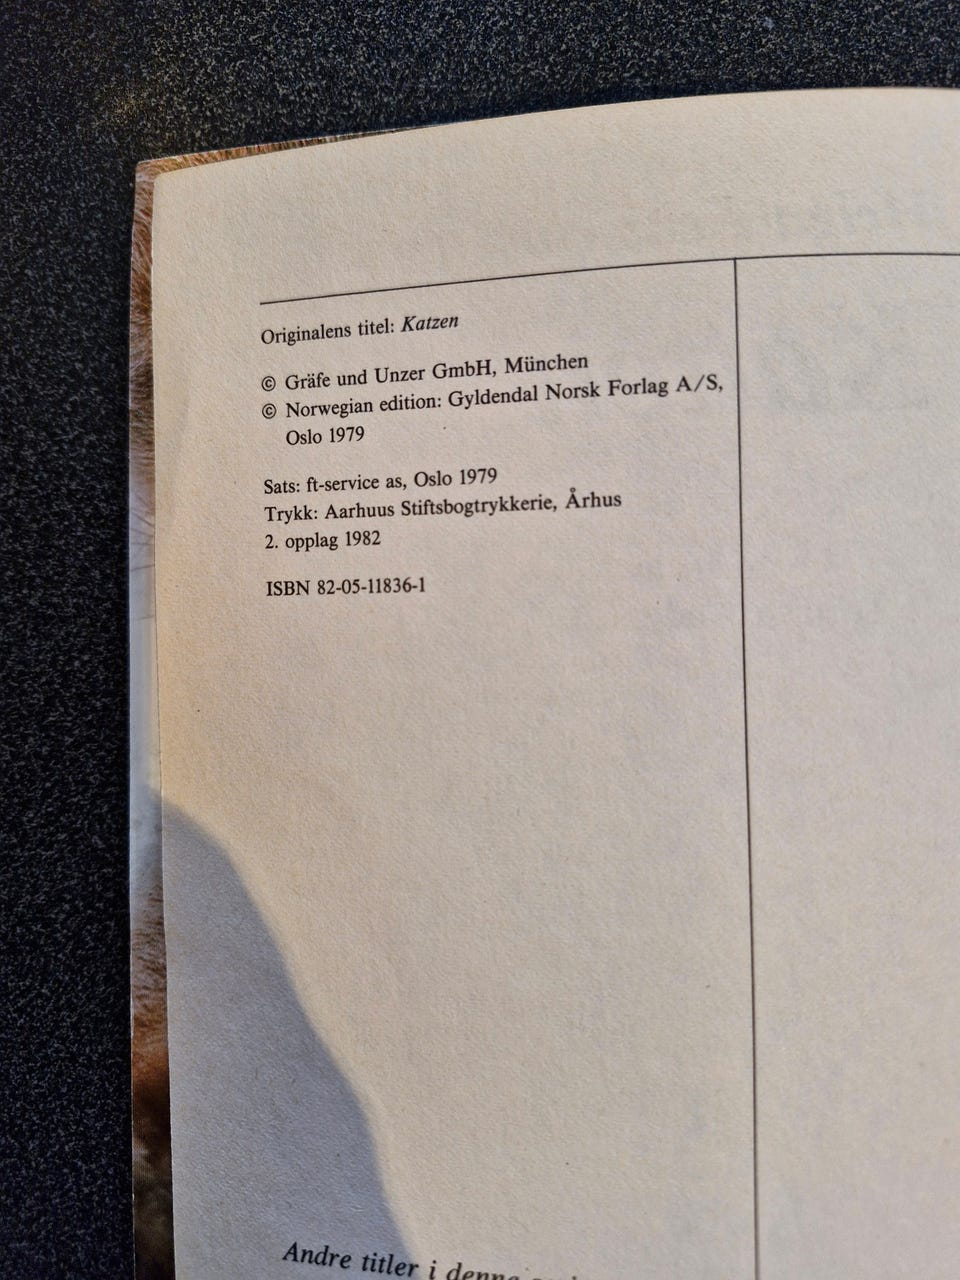 Originalens titel: Katzen
© Gräfe und Unzer GmbH, München
© Norwegian edition: Gyldendal Norsk Forlag A/S,
Oslo 1979
Sats: ft-service as, Oslo 1979
Trykk: Aarhuus Stiftsbogtrykkerie, Århus
2. opplag 1982
ISBN 82-05-11836-1
Andre titler i denne